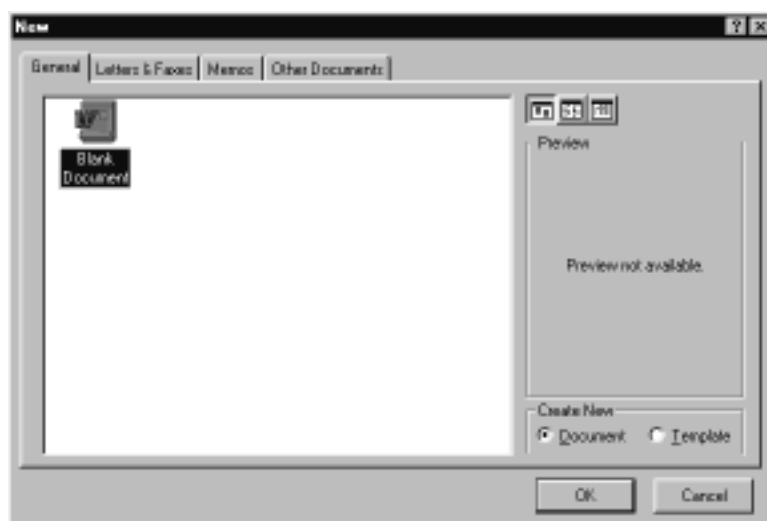 New
General Letters & Faxes Memos Other Documents
Blank
Document
Preview
Preview not available.
Create New
Document Template
OK Cancel